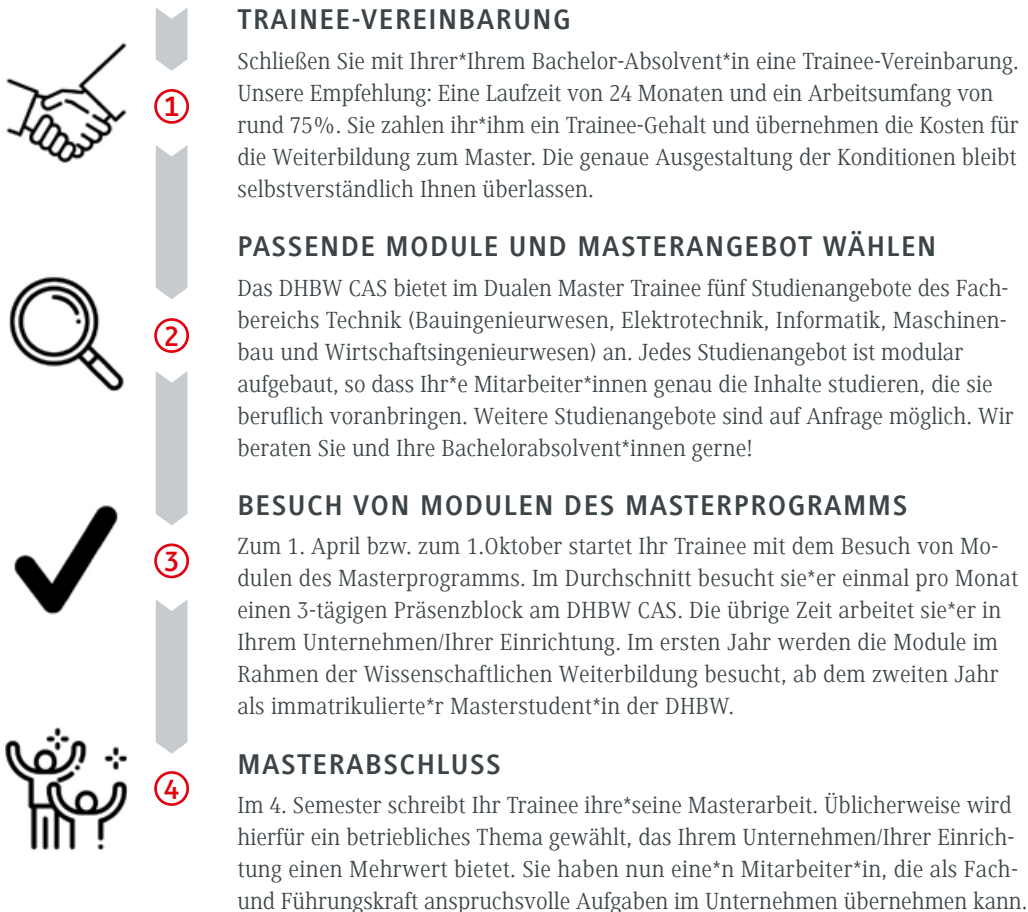 TRAINEE-VEREINBARUNG
Schließen Sie mit Ihrer*Ihrem Bachelor-Absolvent*in eine Trainee-Vereinbarung.
Unsere Empfehlung: Eine Laufzeit von 24 Monaten und ein Arbeitsumfang von
rund 75%. Sie zahlen ihr*ihm ein Trainee-Gehalt und übernehmen die Kosten für
die Weiterbildung zum Master. Die genaue Ausgestaltung der Konditionen bleibt
selbstverständlich Ihnen überlassen.
1
PASSENDE MODULE UND MASTERANGEBOT WÄHLEN
Das DHBW CAS bietet im Dualen Master Trainee fünf Studienangebote des Fach-
bereichs Technik (Bauingenieurwesen, Elektrotechnik, Informatik, Maschinen-
bau und Wirtschaftsingenieurwesen) an. Jedes Studienangebot ist modular
aufgebaut, so dass Ihr*e Mitarbeiter*innen genau die Inhalte studieren, die sie
beruflich voranbringen. Weitere Studienangebote sind auf Anfrage möglich. Wir
beraten Sie und Ihre Bachelorabsolvent*innen gerne!
2
BESUCH VON MODULEN DES MASTERPROGRAMMS
Zum 1. April bzw. zum 1.Oktober startet Ihr Trainee mit dem Besuch von Mo-
dulen des Masterprogramms. Im Durchschnitt besucht sie*er einmal pro Monat
einen 3-tägigen Präsenzblock am DHBW CAS. Die übrige Zeit arbeitet sie*er in
Ihrem Unternehmen/Ihrer Einrichtung. Im ersten Jahr werden die Module im
Rahmen der Wissenschaftlichen Weiterbildung besucht, ab dem zweiten Jahr
als immatrikulierte*r Masterstudent*in der DHBW.
3
MASTERABSCHLUSS
Im 4. Semester schreibt Ihr Trainee ihre*seine Masterarbeit. Üblicherweise wird
hierfür ein betriebliches Thema gewählt, das Ihrem Unternehmen/Ihrer Einrich-
tung einen Mehrwert bietet. Sie haben nun eine*n Mitarbeiter*in, die als Fach-
und Führungskraft anspruchsvolle Aufgaben im Unternehmen übernehmen kann.
4